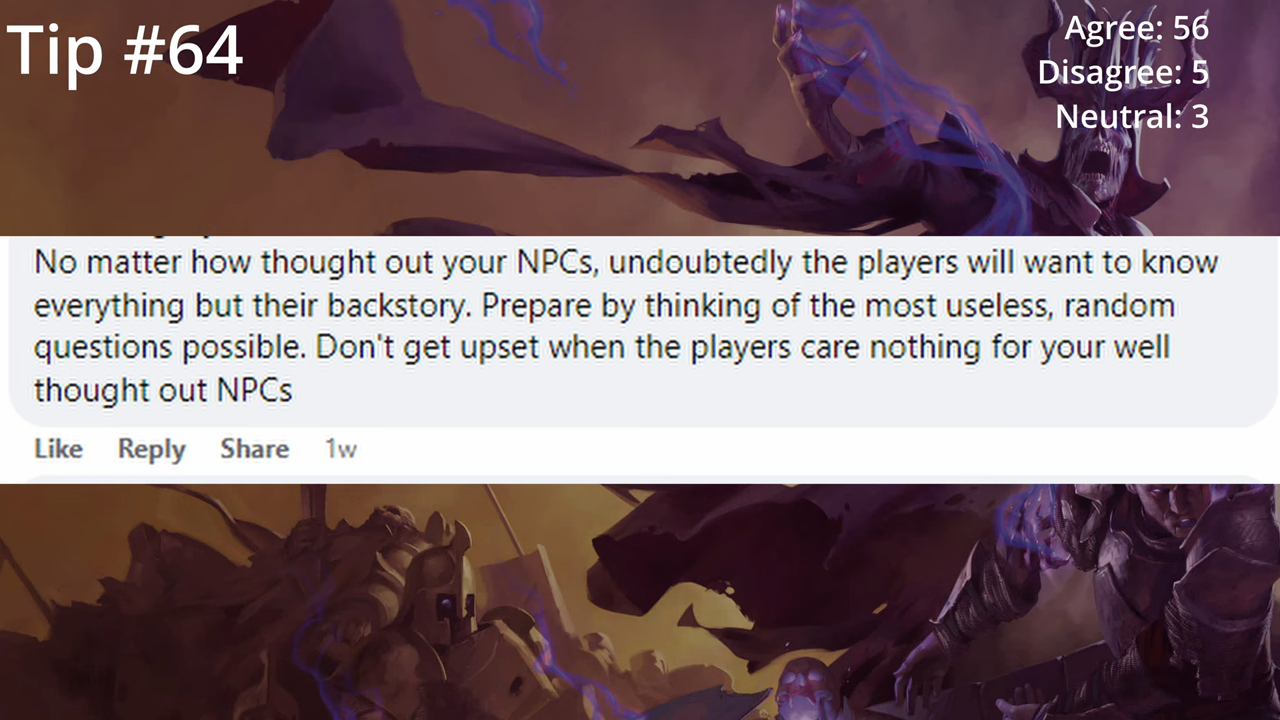 Tip #64
Agree: 56
Disagree: 5
Neutral: 3
No matter how thought out your NPCs, undoubtedly the players will want to know
everything but their backstory. Prepare by thinking of the most useless, random
questions possible. Don't get upset when the players care nothing for your well
thought out NPCs
Like Reply Share 1w